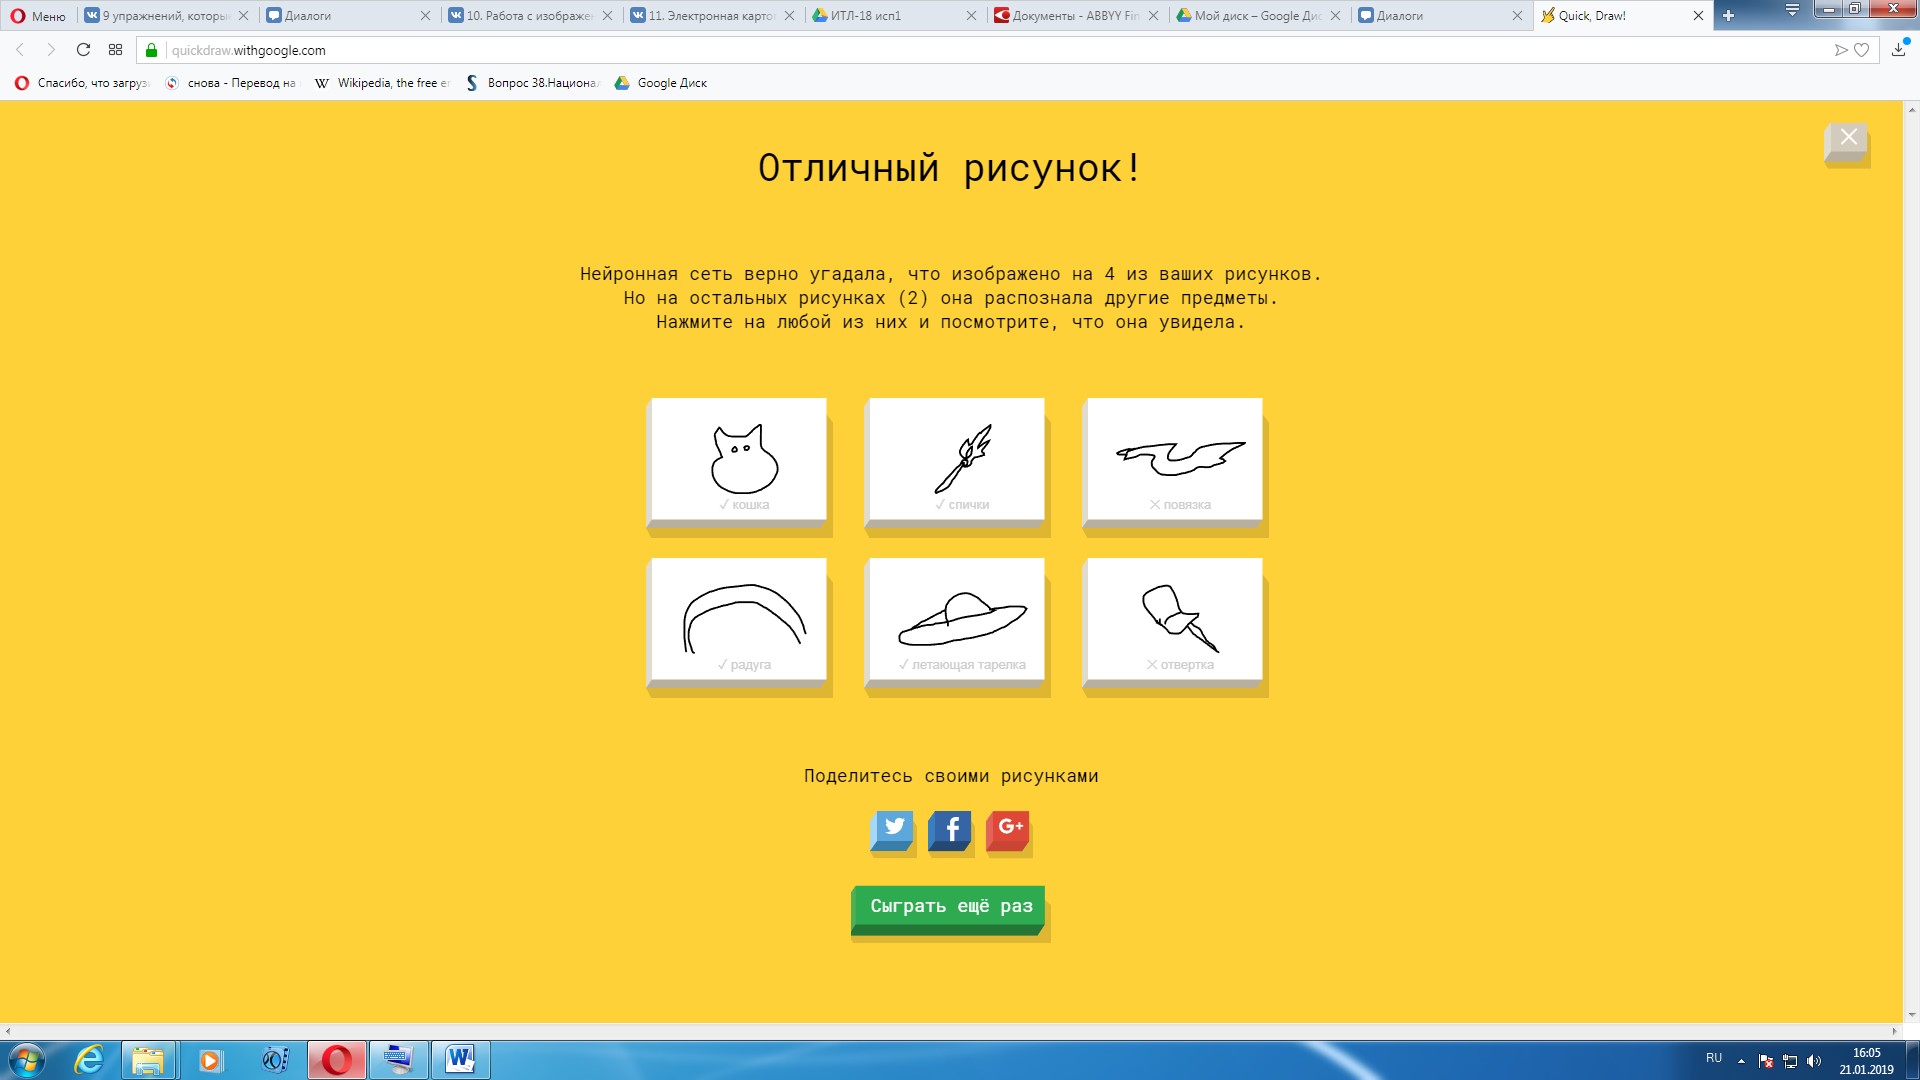 Меню
9 упражнений, которы
Диалоги
10. Работа с изображе
11. Электронная карто
ИТЛ-18 исп1
Документы - ABBYY Fin
Мой диск – Google Дис
Диалоги
Quick, Draw!
quickdraw.withgoogle.com
Спасибо, что загруз
снова - Перевод на
Wikipedia, the free e
Вопрос 38.Национал
Google Диск
Отличный рисунок!
Нейронная сеть верно угадала, что изображено на 4 из ваших рисунков.
Но на остальных рисунках (2) она распознала другие предметы.
Нажмите на любой из них и посмотрите, что она увидела.
✓ кошка
✓ спички
✕ повязка
✓ радуга
✓ летающая тарелка
✕ отвертка
Поделитесь своими рисунками
G+
Сыграть ещё раз
RU
16:05
21.01.2019